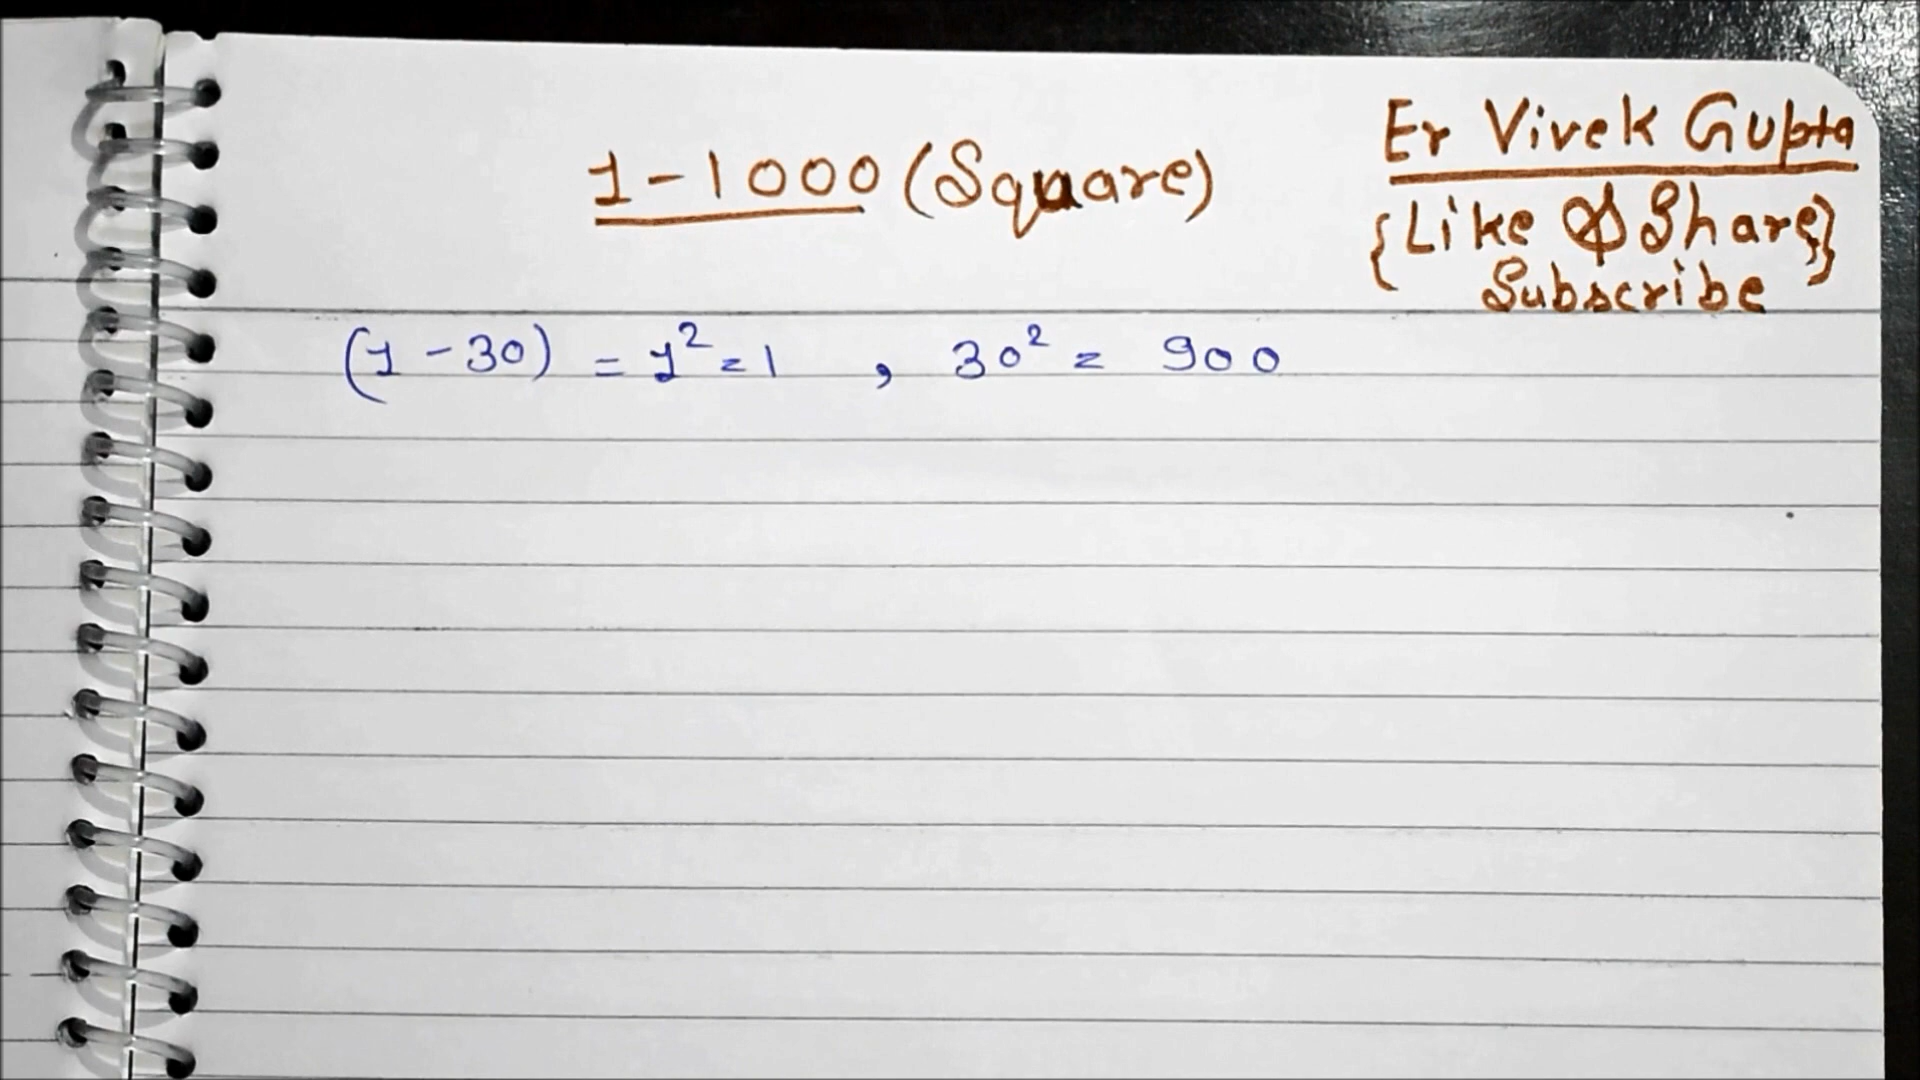 1-1000 (Square)
Er Vivek Gupta
{Like & Share}
Subscribe
(1-30) = 1² = 1 , 30² = 900